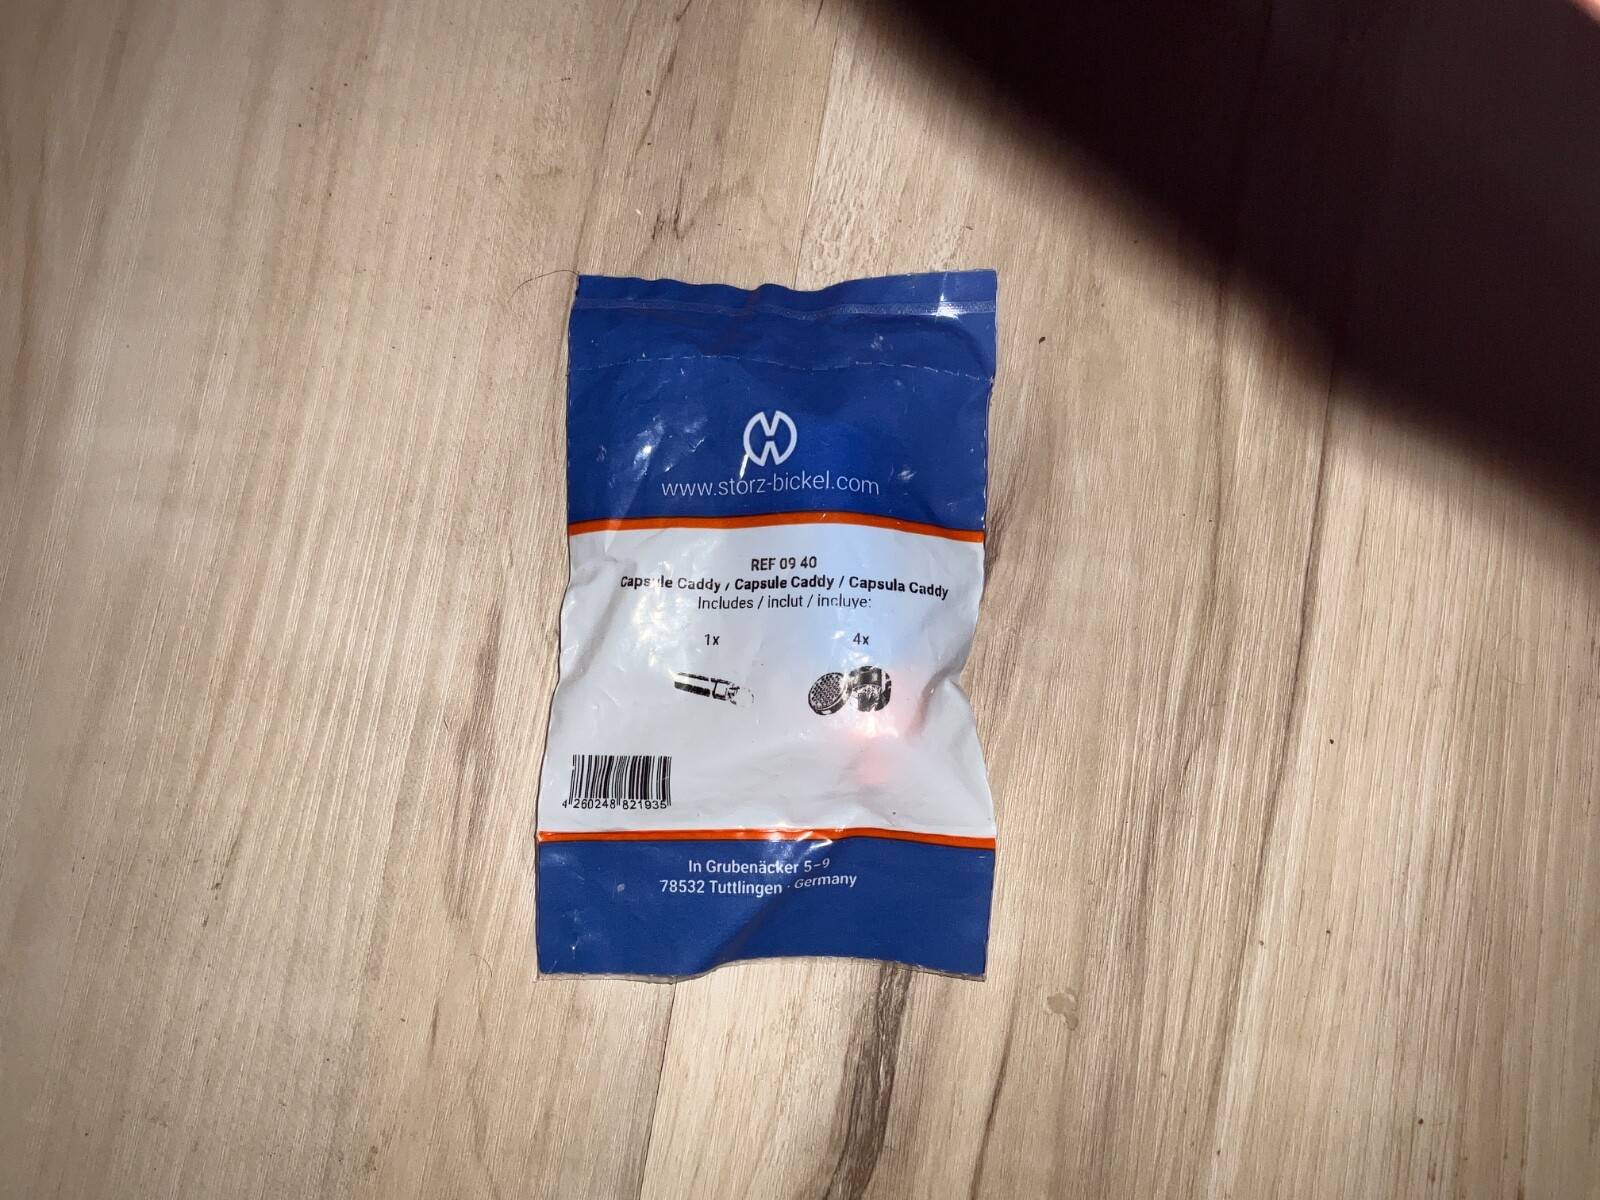 www.storz-bickel.com
REF 09 40
Capsule Caddy / Capsule Caddy / Capsula Caddy
Includes / inclut / incluye:
1x 4x
4 260248 821935
In Grubenäcker 5-9
78532 Tuttlingen · Germany